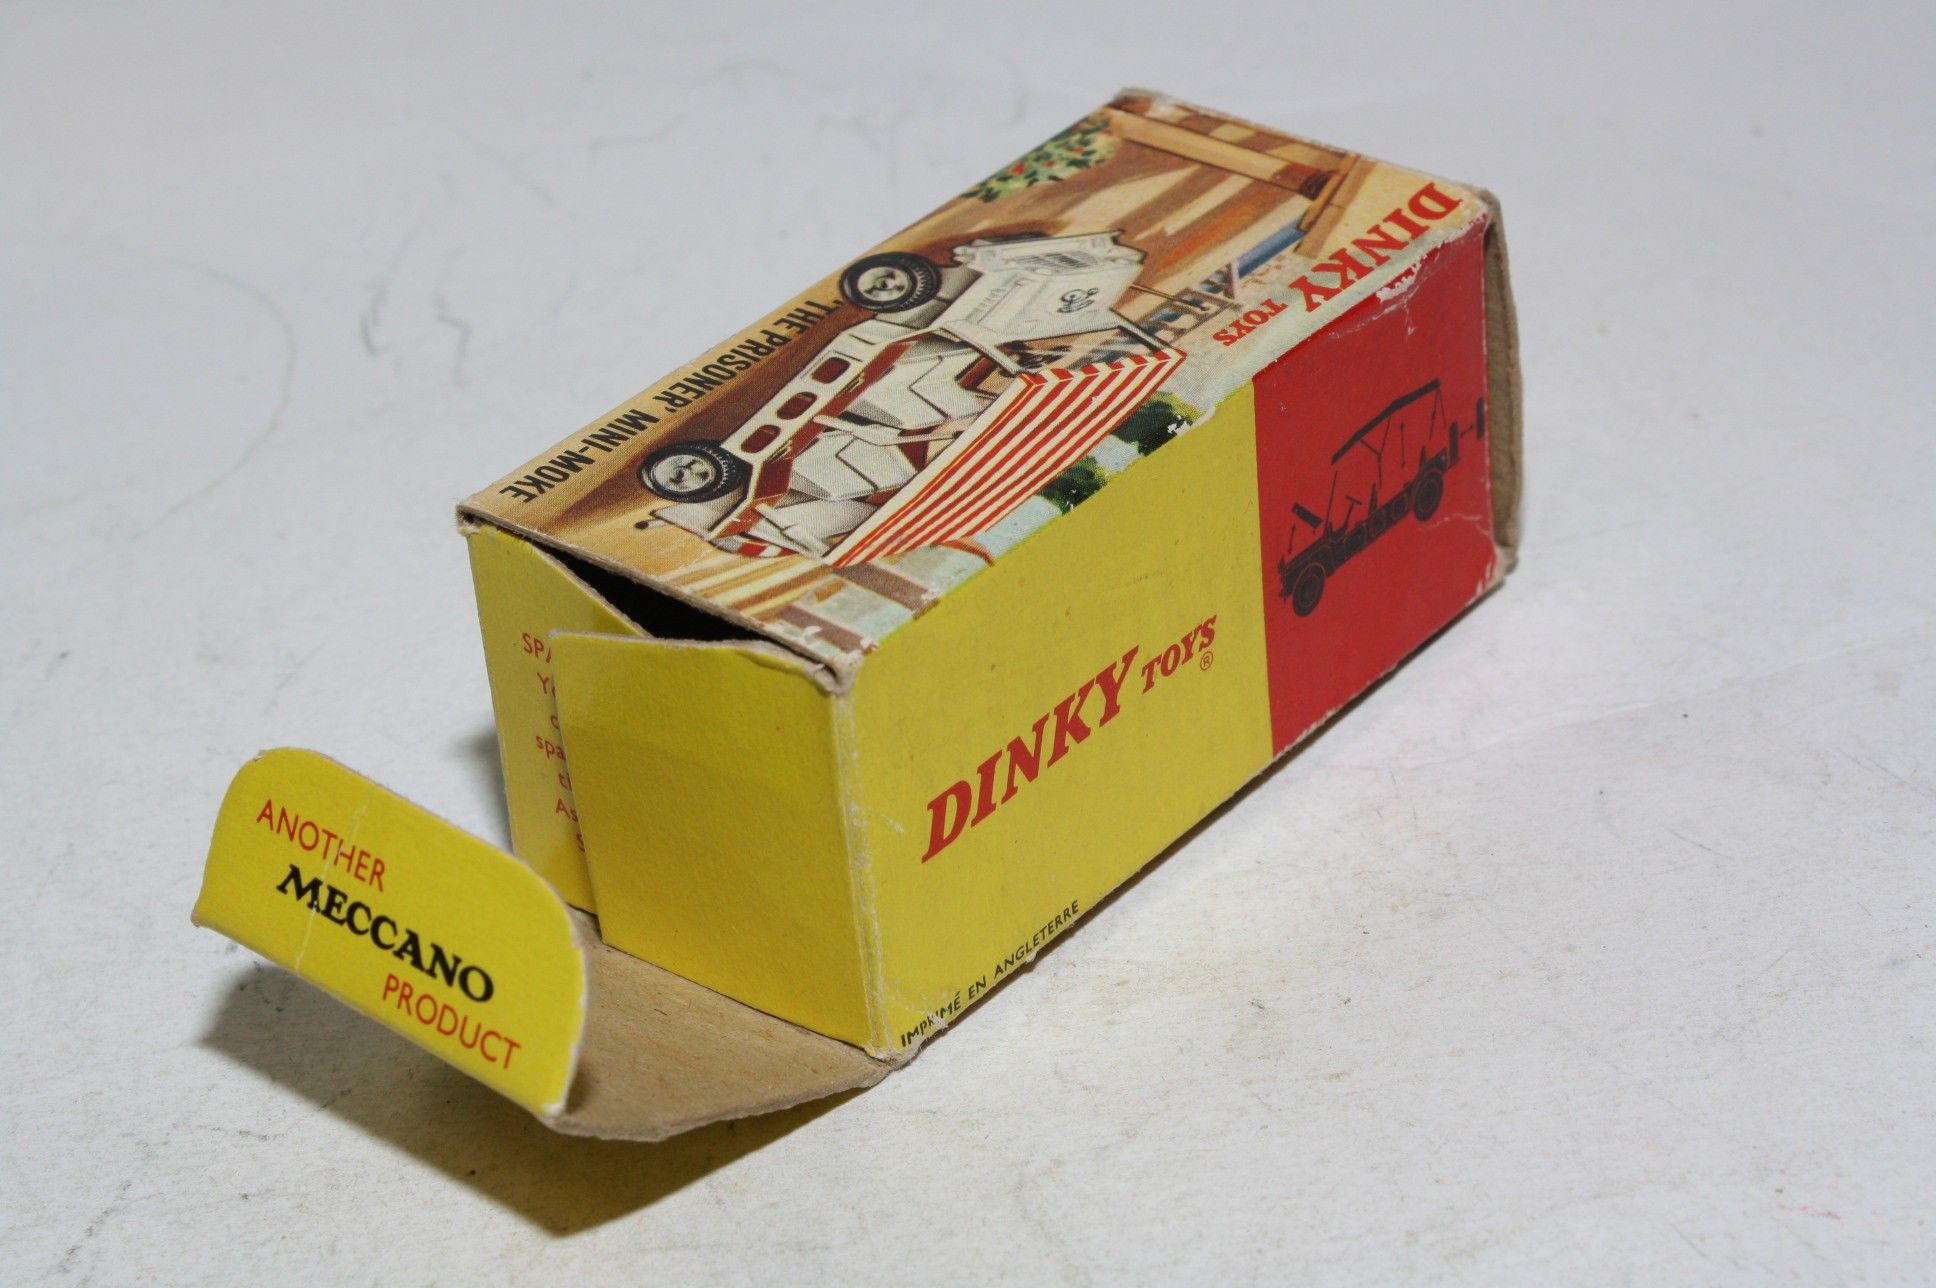 DINKY TOYS
'THE PRISONER' MINI-MOKE
DINKY TOYS®
IMPRIMÉ EN ANGLETERRE
ANOTHER
MECCANO
PRODUCT